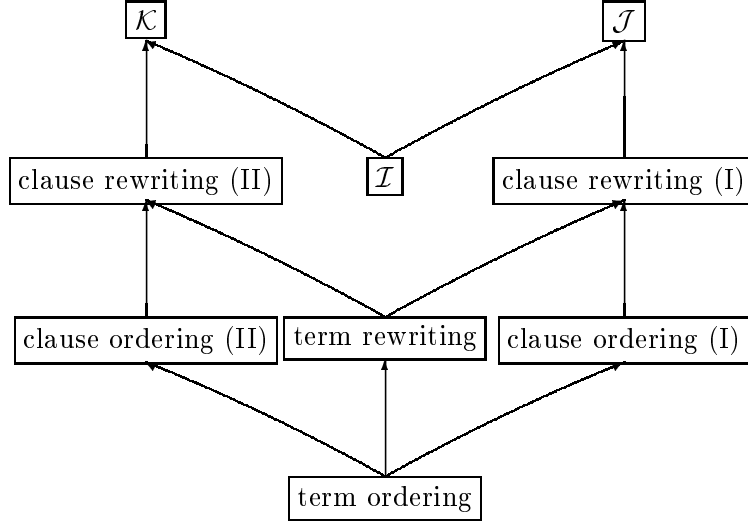 𝒦
𝒥
clause rewriting (II)
ℐ
clause rewriting (I)
clause ordering (II)
term rewriting
clause ordering (I)
term ordering